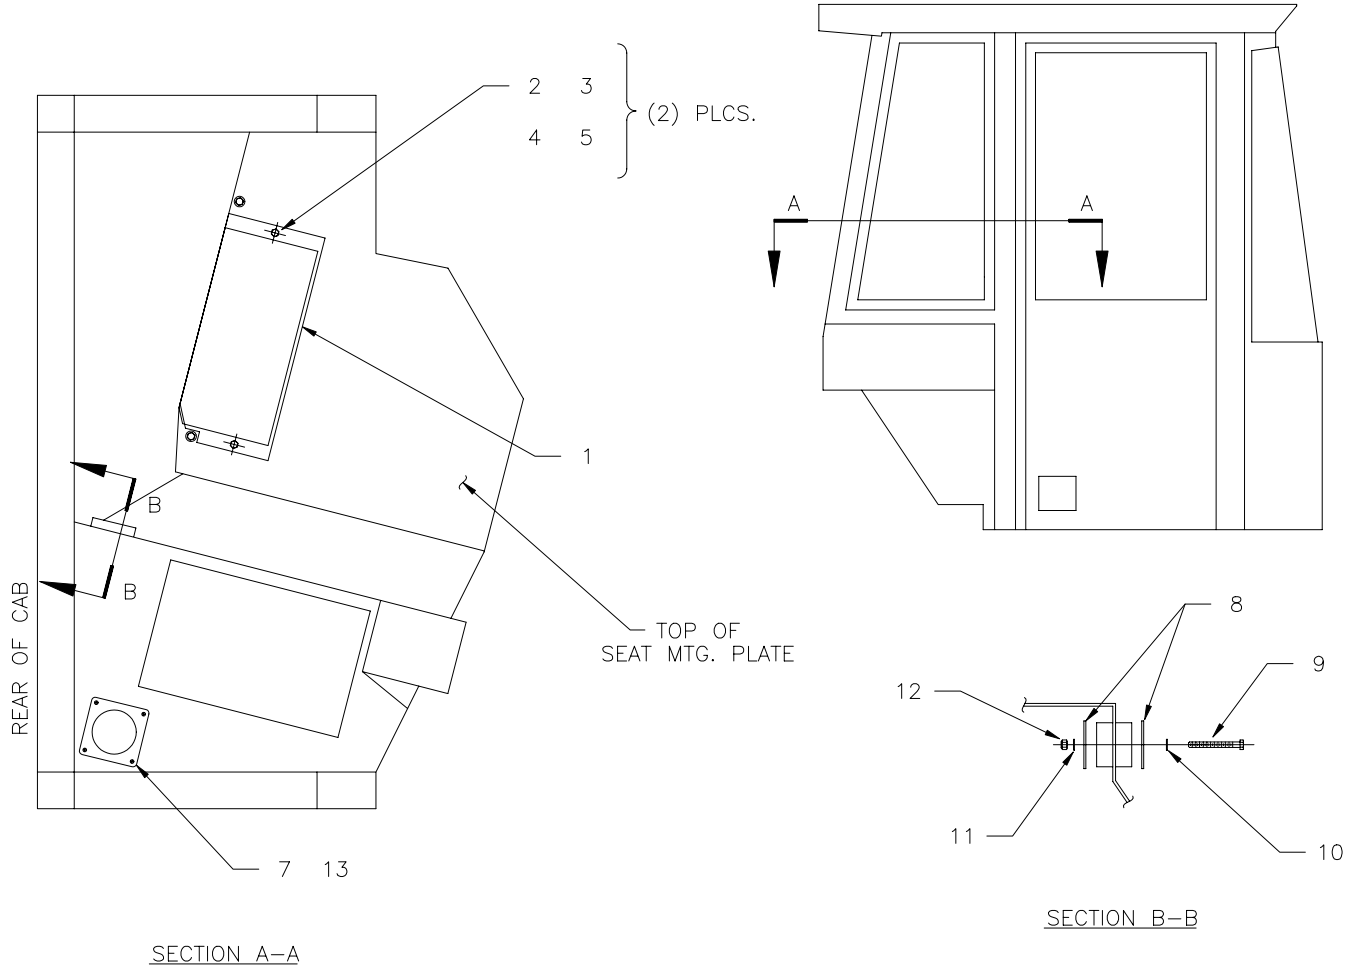 2 3
4 5
(2) PLCS.
1
B
B
REAR OF CAB
TOP OF
SEAT MTG. PLATE
7 13
SECTION A-A
A A
8
9
12
11
10
SECTION B-B